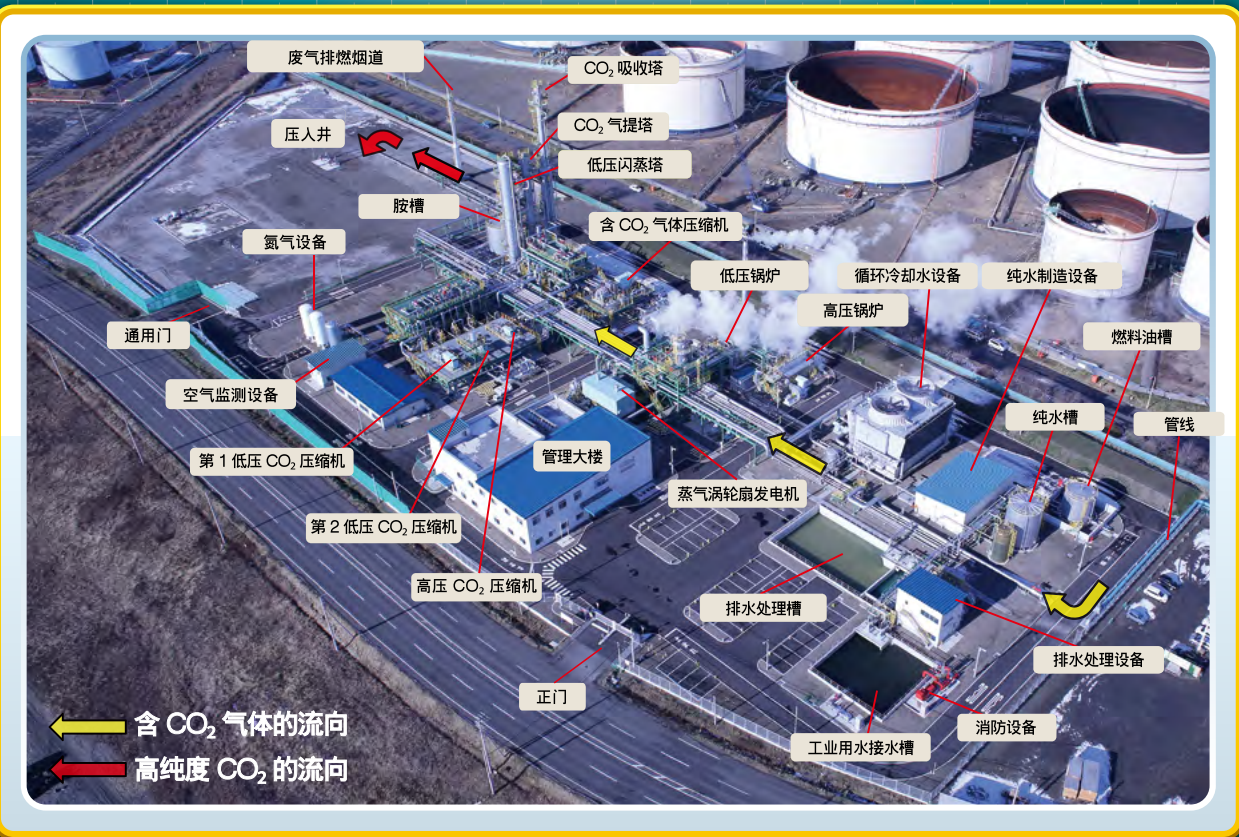 废气排燃烟道
CO₂ 吸收塔
CO₂ 气提塔
压人井
低压闪蒸塔
胺槽
含 CO₂ 气体压缩机
氮气设备
低压锅炉
循环冷却水设备
纯水制造设备
高压锅炉
通用门
燃料油槽
空气监测设备
纯水槽
管线
第 1 低压 CO₂ 压缩机
管理大楼
蒸气涡轮扇发电机
第 2 低压 CO₂ 压缩机
高压 CO₂ 压缩机
排水处理槽
排水处理设备
正门
消防设备
工业用水接水槽
含 CO₂ 气体的流向
高纯度 CO₂ 的流向